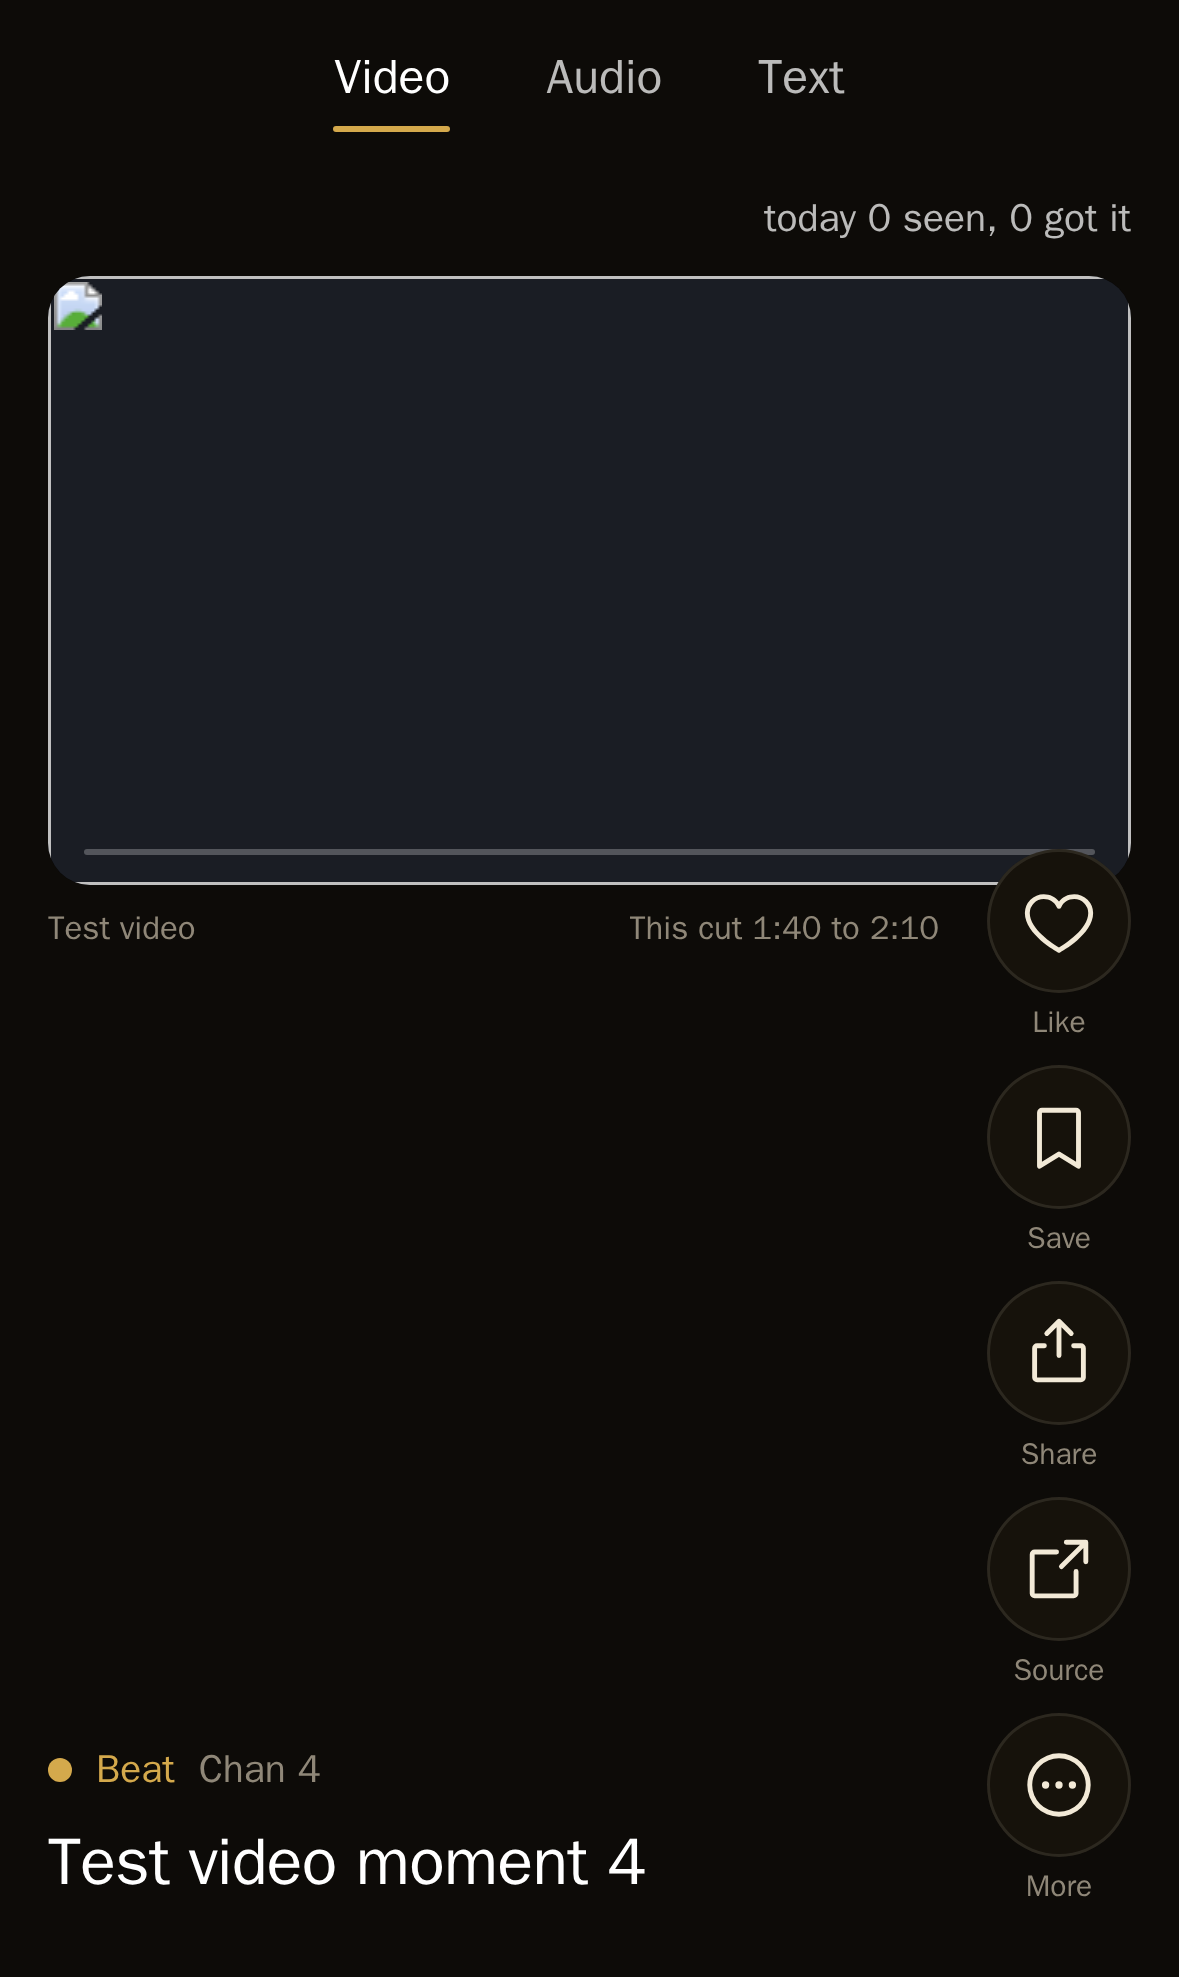 Video Audio Text
today 0 seen, 0 got it
Test video This cut 1:40 to 2:10
Like
Save
Share
Source
Beat Chan 4
Test video moment 4
More